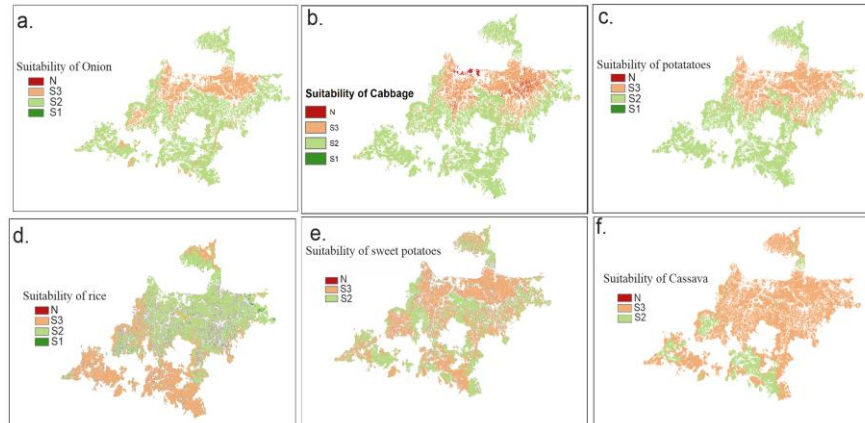 a.
Suitability of Onion
N
S3
S2
S1
b.
Suitability of Cabbage
N
S3
S2
S1
c.
Suitability of potatatoes
N
S3
S2
S1
d.
Suitability of rice
N
S3
S2
S1
e.
Suitability of sweet potatoes
N
S3
S2
f.
Suitability of Cassava
N
S3
S2